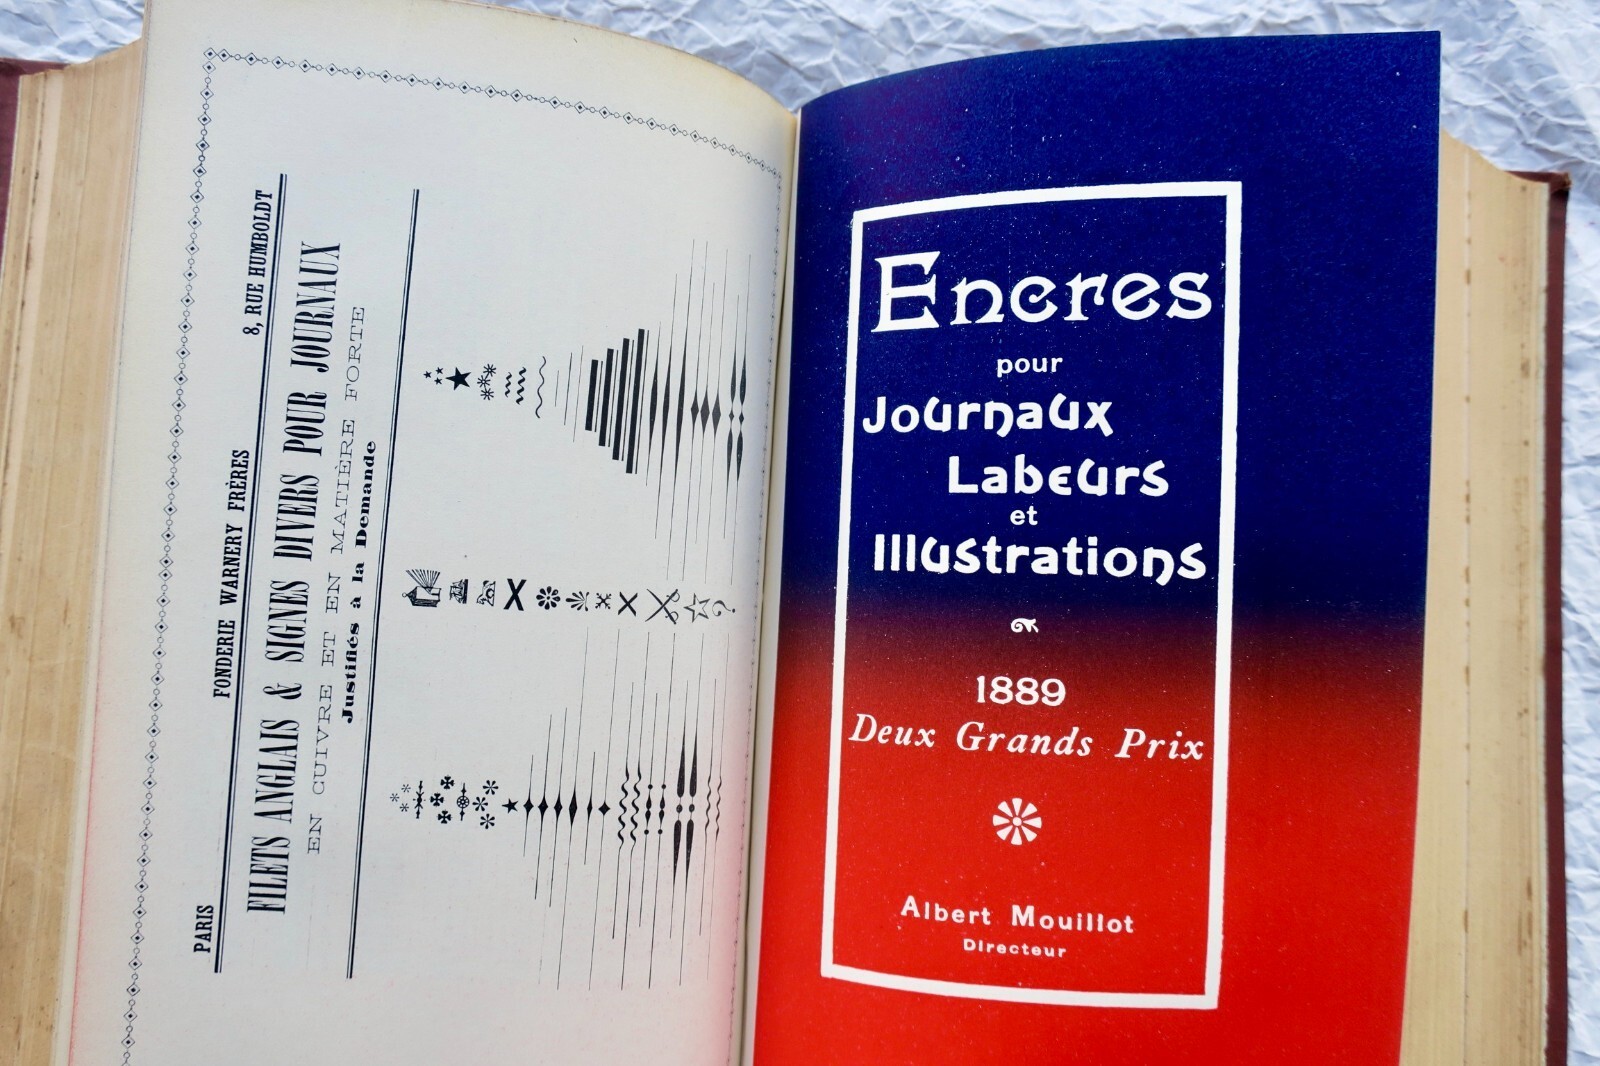 PARIS FONDERIE WARNERY FRÈRES 8, RUE HUMBOLDT
FILETS ANGLAIS & SIGNES DIVERS POUR JOURNAUX
EN CUIVRE ET EN MATIÈRE FORTE
Justifiés à la Demande
Encres
pour
Journaux
Labeurs
et
Illustrations
1889
Deux Grands Prix
Albert Mouillot
Directeur